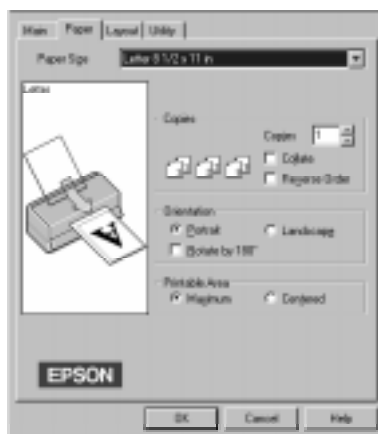 Main Paper Layout Utility
Paper Size Letter 8 1/2 x 11 in
Letter
Copies
Copies 1
Collate
Reverse Order
Orientation
Portrait Landscape
Rotate by 180°
Printable Area
Maximum Centered
EPSON
OK Cancel Help